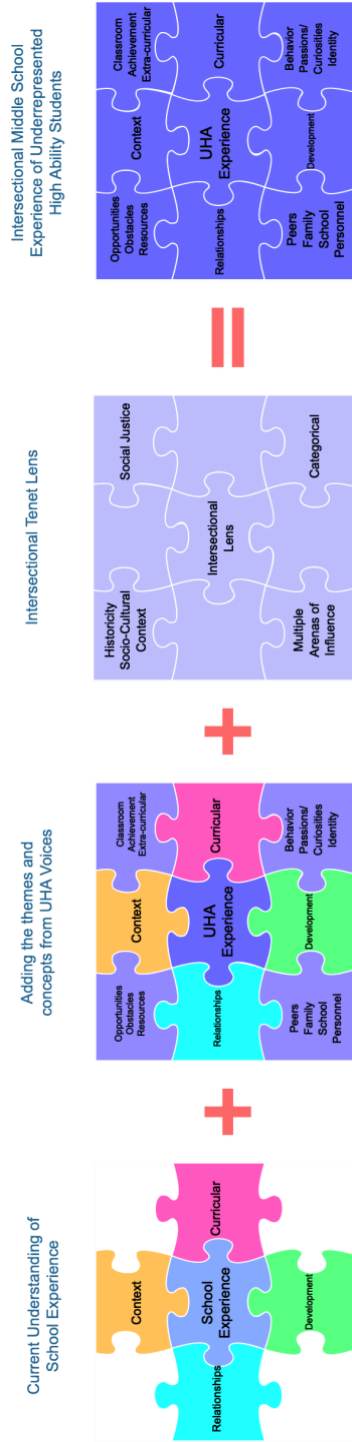 Current Understanding of
School Experience
Context
Relationships
School
Experience
Curricular
Development
+
Adding the themes and
concepts from UHA Voices
Opportunities
Obstacles
Resources
Context
Classroom
Achievement
Extra-curricular
Relationships
UHA
Experience
Curricular
Peers
Family
School
Personnel
Development
Behavior
Passions/
Curiosities
Identity
+
Intersectional Tenet Lens
Historicity
Socio-Cultural
Context
Social Justice
Intersectional
Lens
Multiple
Arenas of
Influence
Categorical
=
Intersectional Middle School
Experience of Underrepresented
High Ability Students
Opportunities
Obstacles
Resources
Context
Classroom
Achievement
Extra-curricular
Relationships
UHA
Experience
Curricular
Peers
Family
School
Personnel
Development
Behavior
Passions/
Curiosities
Identity